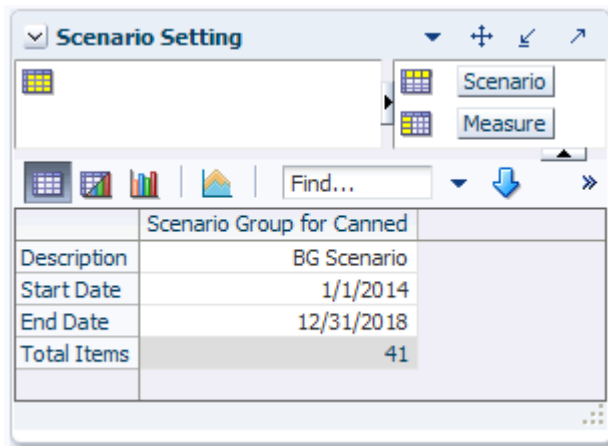 Scenario Setting
Scenario
Measure
Find...
Scenario Group for Canned
Description BG Scenario
Start Date 1/1/2014
End Date 12/31/2018
Total Items 41